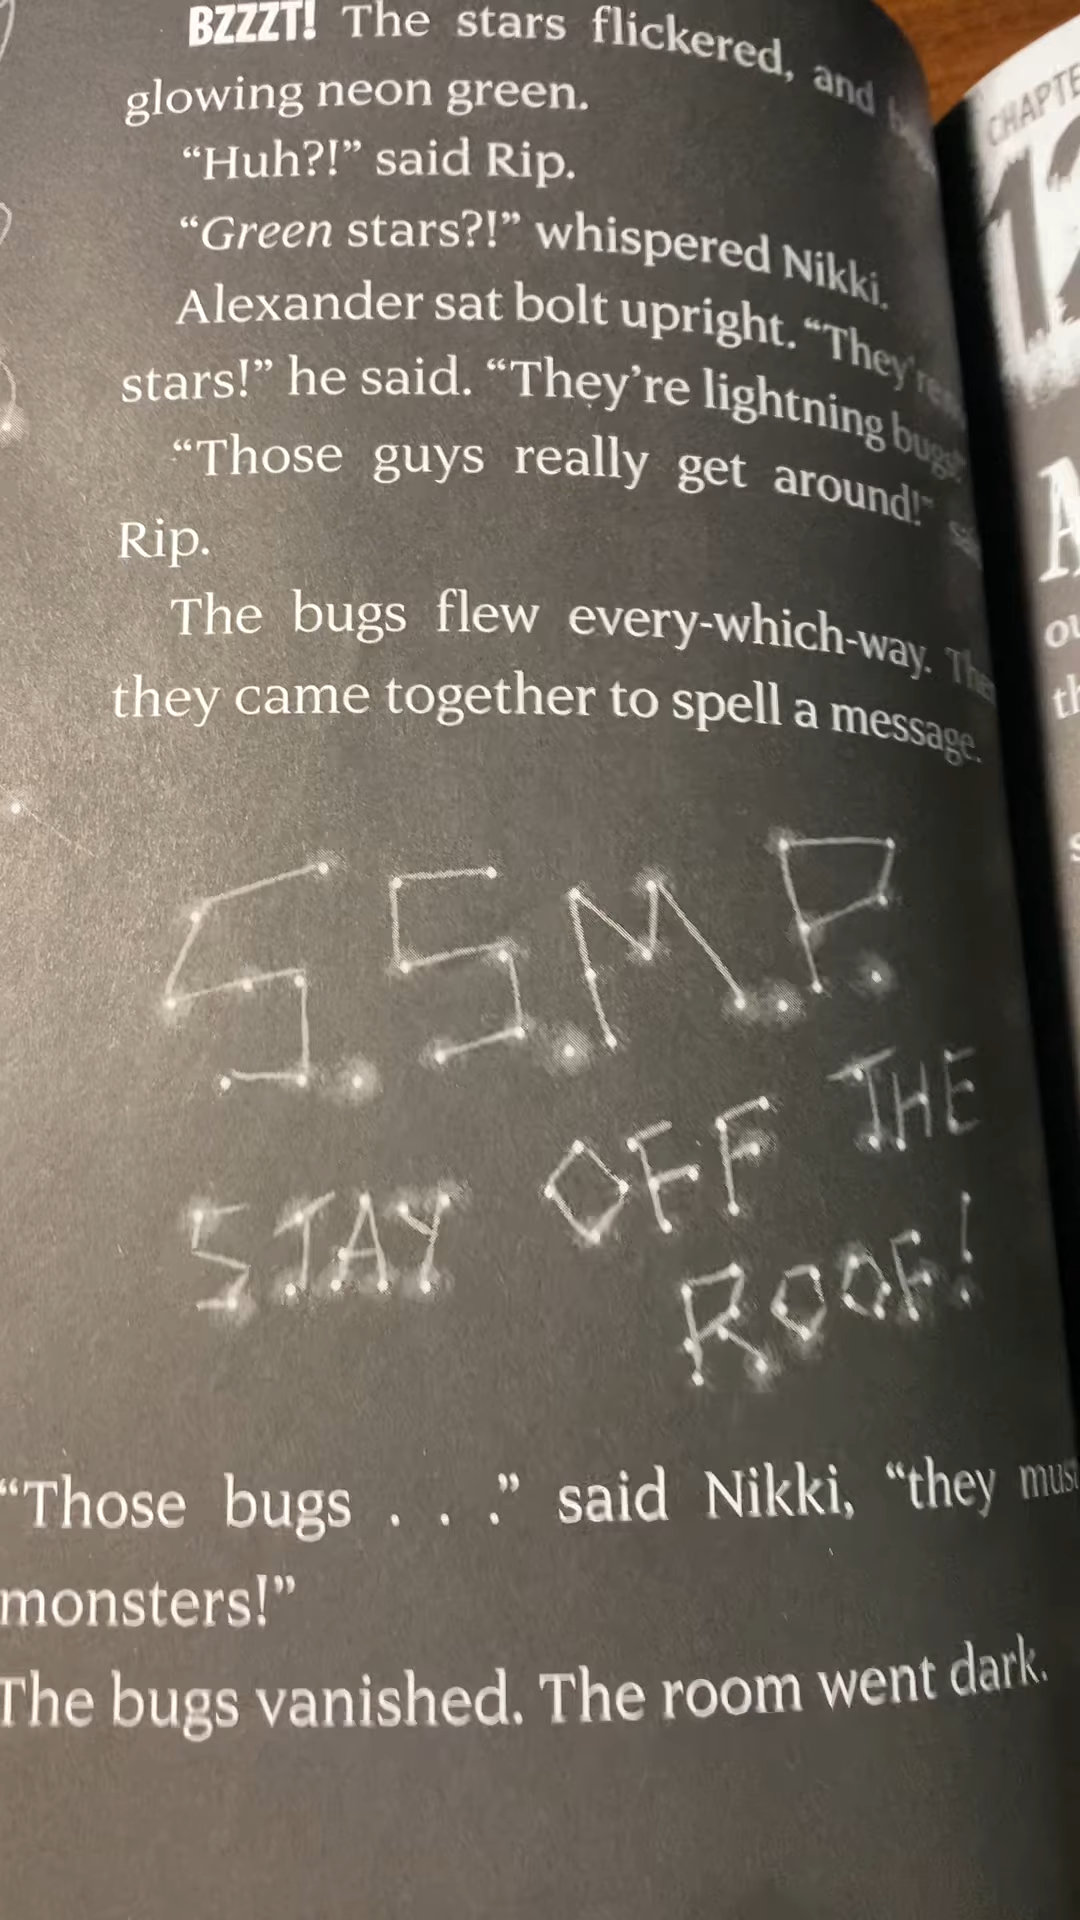 BZZZT! The stars flickered, and
glowing neon green.
“Huh?!” said Rip.
“Green stars?!” whispered Nikki.
Alexander sat bolt upright. “They’re
stars!” he said. “They’re lightning bugs!”
“Those guys really get around!”
Rip.
The bugs flew every-which-way.
they came together to spell a message.
S.S.M.P.
STAY OFF THE
ROOF!
“Those bugs . . .” said Nikki, “they
monsters!”
The bugs vanished. The room went dark.
12